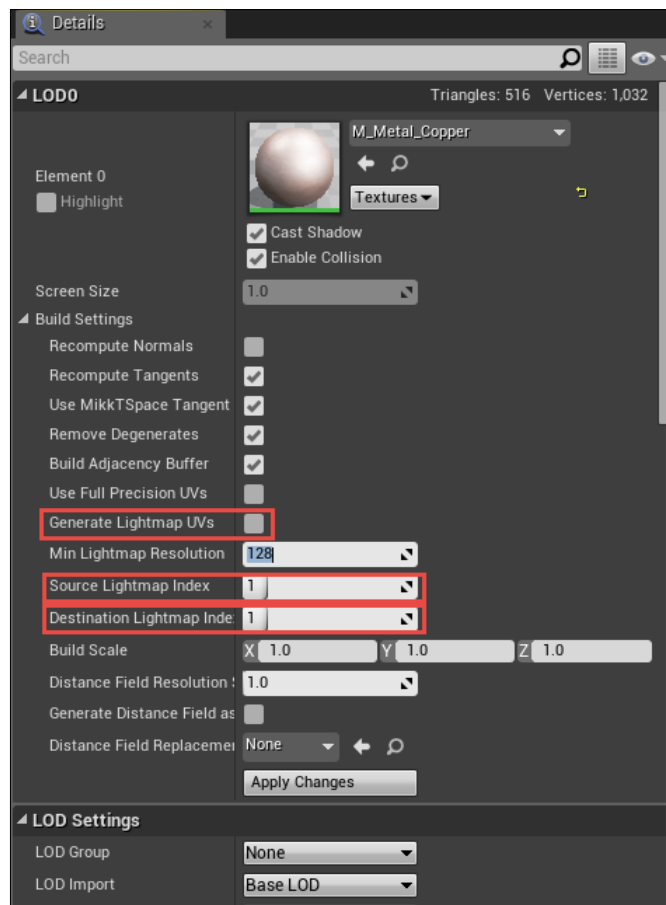 Details
Search
LOD0 Triangles: 516 Vertices: 1,032
M_Metal_Copper
Element 0
Highlight
Textures
Cast Shadow
Enable Collision
Screen Size 1.0
Build Settings
Recompute Normals
Recompute Tangents
Use MikkTSpace Tangent
Remove Degenerates
Build Adjacency Buffer
Use Full Precision UVs
Generate Lightmap UVs
Min Lightmap Resolution 128
Source Lightmap Index 1
Destination Lightmap Inde 1
Build Scale X 1.0 Y 1.0 Z 1.0
Distance Field Resolution S 1.0
Generate Distance Field as
Distance Field Replacemen None
Apply Changes
LOD Settings
LOD Group None
LOD Import Base LOD